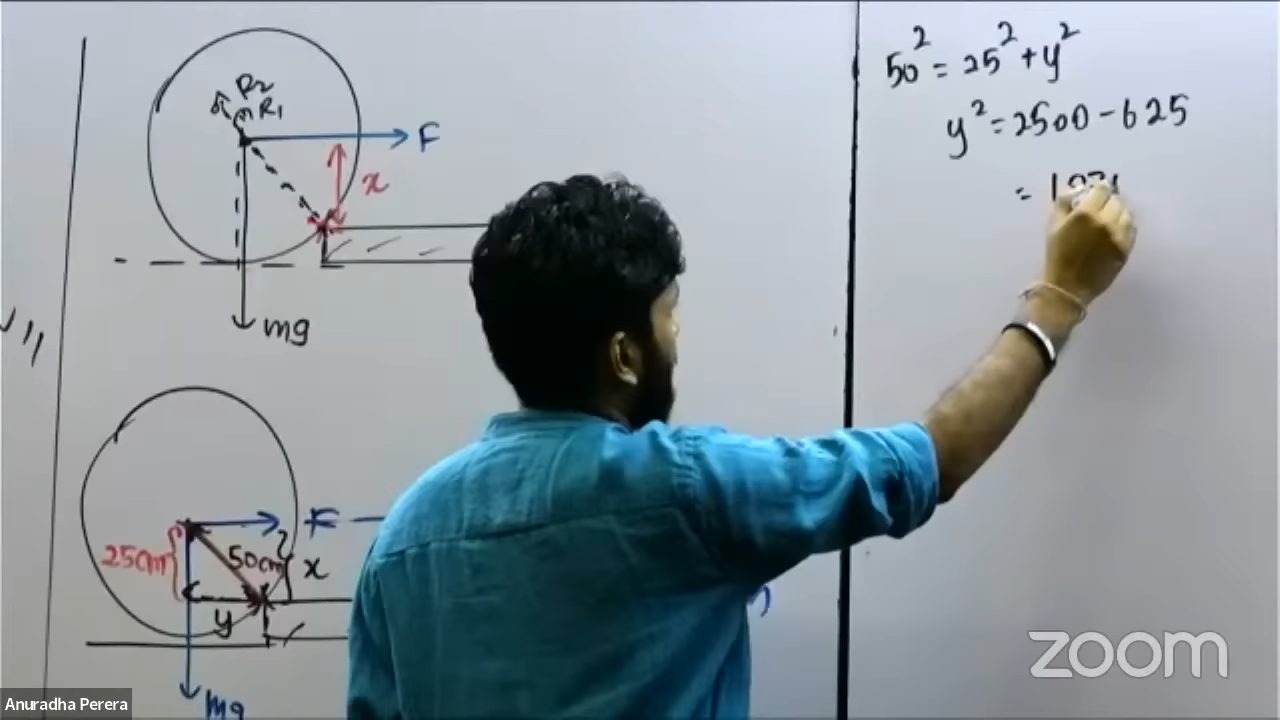 R2
R1
F
x
mg
25cm
50cm
F
x
y
mg
50² = 25² + y²
y² = 2500 - 625
=
zoom
Anuradha Perera